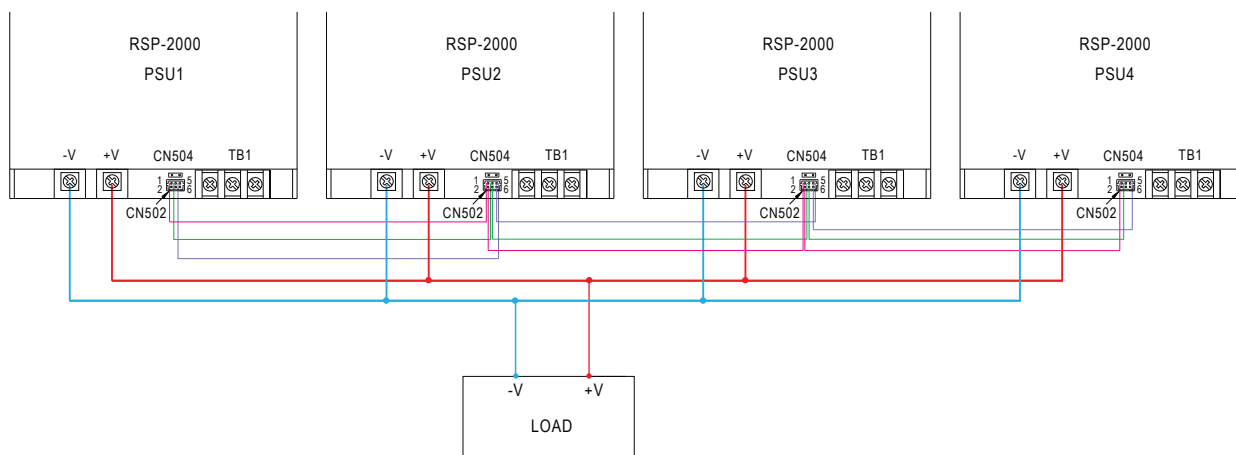 RSP-2000 RSP-2000 RSP-2000 RSP-2000
PSU1 PSU2 PSU3 PSU4
-V +V CN504 TB1 -V +V CN504 TB1 -V +V CN504 TB1 -V +V CN504 TB1
1 5 1 5 1 5 1 5
2 6 2 6 2 6 2 6
CN502 CN502 CN502 CN502
-V +V
LOAD